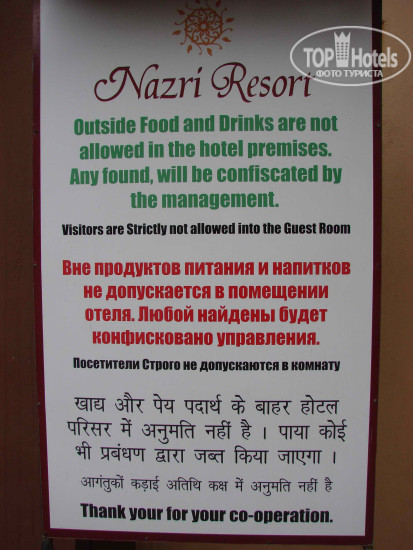 TOP Hotels
ФОТО ТУРИСТА
Nazri Resort
Outside Food and Drinks are not
allowed in the hotel premises.
Any found, will be confiscated by
the management.
Visitors are Strictly not allowed into the Guest Room
Вне продуктов питания и напитков
не допускается в помещении
отеля. Любой найдены будет
конфисковано управления.
Посетители Строго не допускаются в комнату
खाद्य और पेय पदार्थ के बाहर होटल
परिसर में अनुमति नहीं है । पाया कोई
भी प्रबंधण द्वारा जब्त किया जाएगा ।
आगंतुकों कड़ाई अतिथि कक्ष में अनुमति नहीं है
Thank your for your co-operation.